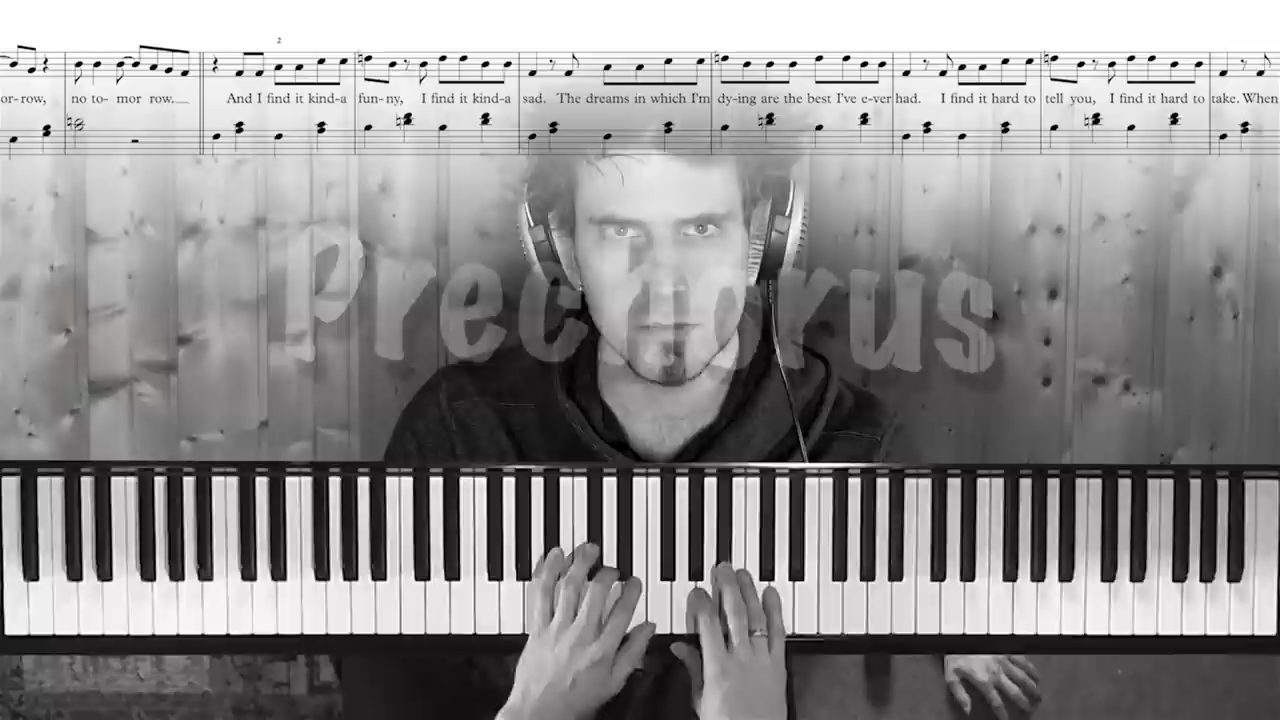 2
or-row, no to- mor row.__ And I find it kind-a fun-ny, I find it kind-a sad. The dreams in which I'm dy-ing are the best I've e-ver had. I find it hard to tell you, I find it hard to take. When
Prechorus